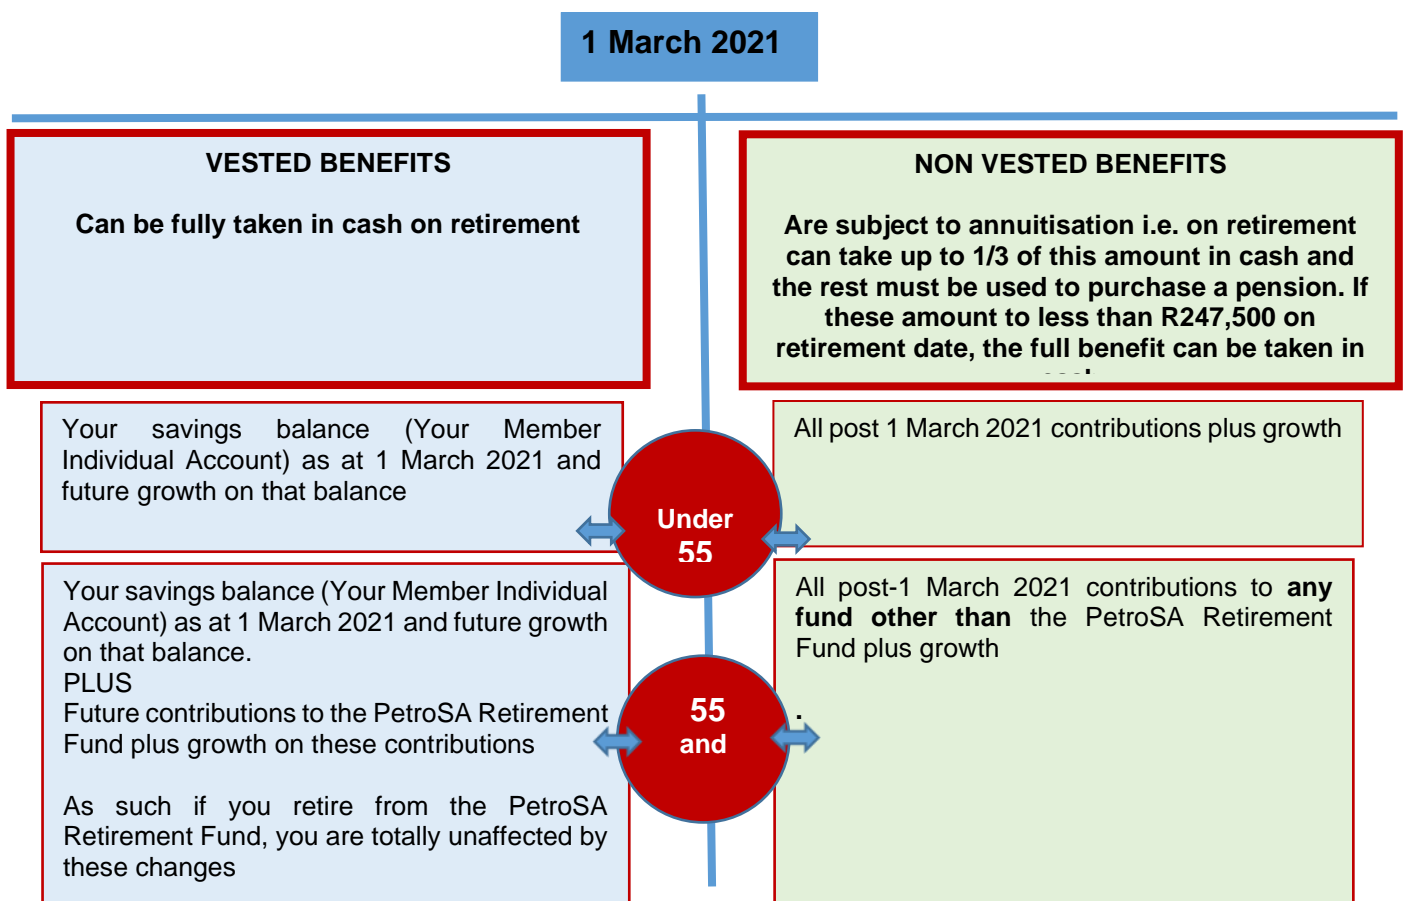 1 March 2021
VESTED BENEFITS
Can be fully taken in cash on retirement
NON VESTED BENEFITS
Are subject to annuitisation i.e. on retirement
can take up to 1/3 of this amount in cash and
the rest must be used to purchase a pension. If
these amount to less than R247,500 on
retirement date, the full benefit can be taken in
Your savings balance (Your Member
Individual Account) as at 1 March 2021 and
future growth on that balance
Under
55
All post 1 March 2021 contributions plus growth
Your savings balance (Your Member Individual
Account) as at 1 March 2021 and future growth
on that balance.
PLUS
Future contributions to the PetroSA Retirement
Fund plus growth on these contributions
As such if you retire from the PetroSA
Retirement Fund, you are totally unaffected by
these changes
55
and
All post-1 March 2021 contributions to any
fund other than the PetroSA Retirement
Fund plus growth
.